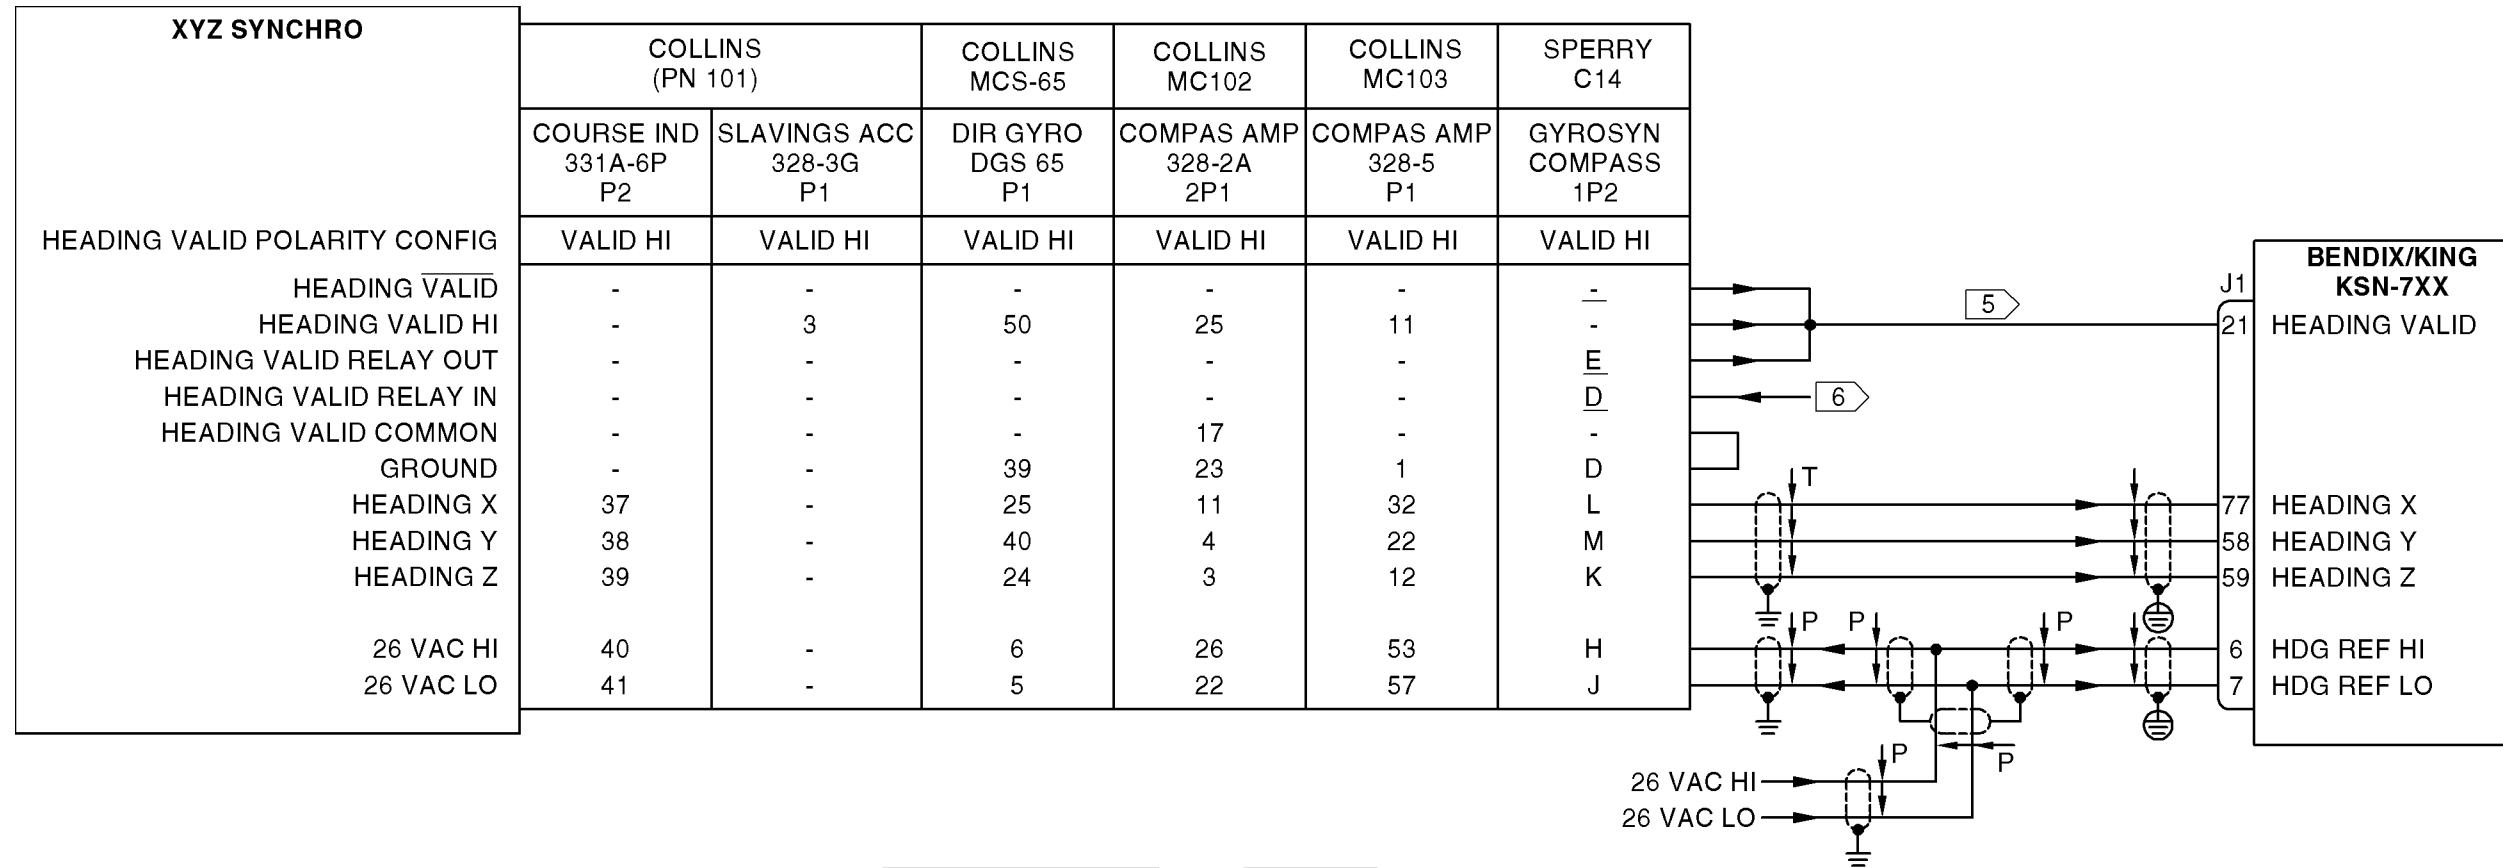 XYZ SYNCHRO
COLLINS (PN 101)
COLLINS MCS-65
COLLINS MC102
COLLINS MC103
SPERRY C14
COURSE IND 331A-6P P2
SLAVINGS ACC 328-3G P1
DIR GYRO DGS 65 P1
COMPAS AMP 328-2A 2P1
COMPAS AMP 328-5 P1
GYROSYN COMPASS 1P2
HEADING VALID POLARITY CONFIG VALID HI VALID HI VALID HI VALID HI VALID HI VALID HI
HEADING VALID - - - - - -
HEADING VALID HI - 3 50 25 11 -
HEADING VALID RELAY OUT - - - - - E
HEADING VALID RELAY IN - - - - - D
HEADING VALID COMMON - - - 17 - -
GROUND - - 39 23 1 D
HEADING X 37 - 25 11 32 L
HEADING Y 38 - 40 4 22 M
HEADING Z 39 - 24 3 12 K
26 VAC HI 40 - 6 26 53 H
26 VAC LO 41 - 5 22 57 J
5
6
T
P P P
P
P
26 VAC HI
26 VAC LO
J1
BENDIX/KING
KSN-7XX
21 HEADING VALID
77 HEADING X
58 HEADING Y
59 HEADING Z
6 HDG REF HI
7 HDG REF LO